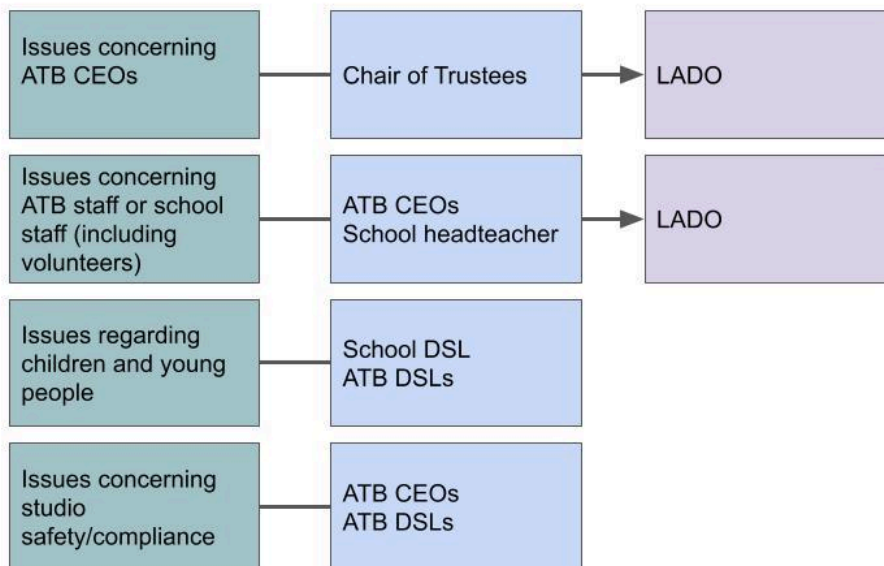 Issues concerning
ATB CEOs
Chair of Trustees
LADO
Issues concerning
ATB staff or school
staff (including
volunteers)
ATB CEOs
School headteacher
LADO
Issues regarding
children and young
people
School DSL
ATB DSLs
Issues concerning
studio
safety/compliance
ATB CEOs
ATB DSLs